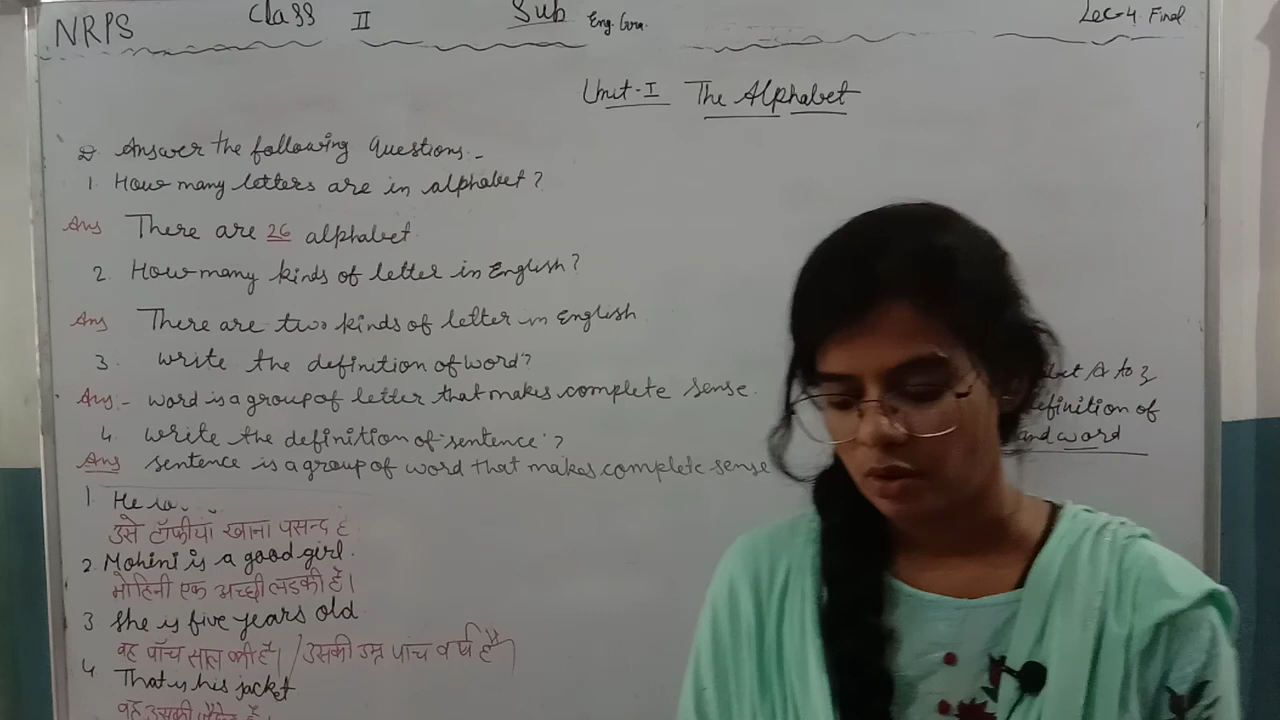 NRPS Class II Sub Eng. Gra. Lec-4 Final
Unit-I The Alphabet
Answer the following Questions.-
1. How many letters are in alphabet?
Ans There are 26 alphabet.
2. How many kinds of letter in English?
Ans There are two kinds of letter in English
3. Write the definition of word?
Ans:- word is a group of letter that makes complete sense.
4. Write the definition of sentence?
Ans sentence is a group of word that makes complete sense
A to Z
definition of
and word
1 He
उसे टॉफीया खाना पसन्द है
2. Mohini is a good girl.
मोहिनी एक अच्छी लड़की है।
3 She is five years old
वह पाँच साल की है। / उसकी उम्र पांच वर्ष है
4 That is his jacket
वह उसकी जैकेट है।